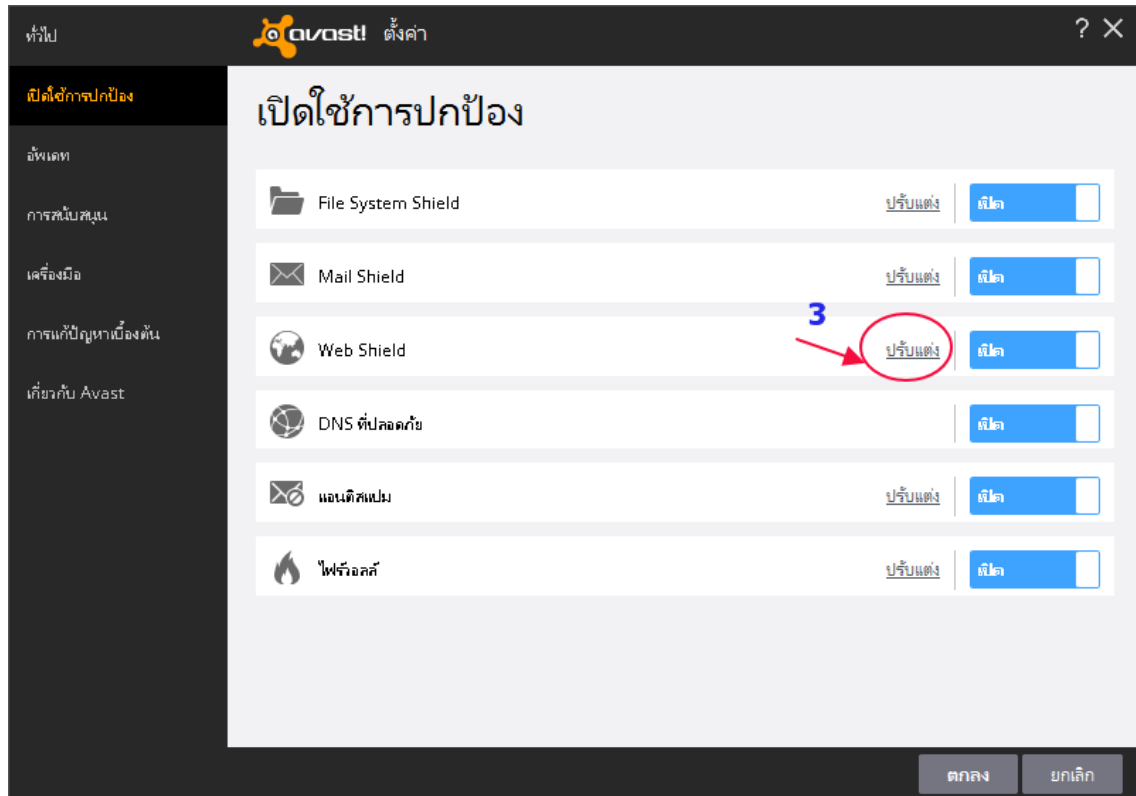 ทั่วไป
avast! ตั้งค่า
? ✕
เปิดใช้การปกป้อง
อัพเดท
การสนับสนุน
เครื่องมือ
การแก้ปัญหาเบื้องต้น
เกี่ยวกับ Avast
เปิดใช้การปกป้อง
File System Shield ปรับแต่ง เปิด
Mail Shield ปรับแต่ง เปิด
3
Web Shield ปรับแต่ง เปิด
DNS ที่ปลอดภัย เปิด
แอนติสแปม ปรับแต่ง เปิด
ไฟร์วอลล์ ปรับแต่ง เปิด
ตกลง ยกเลิก